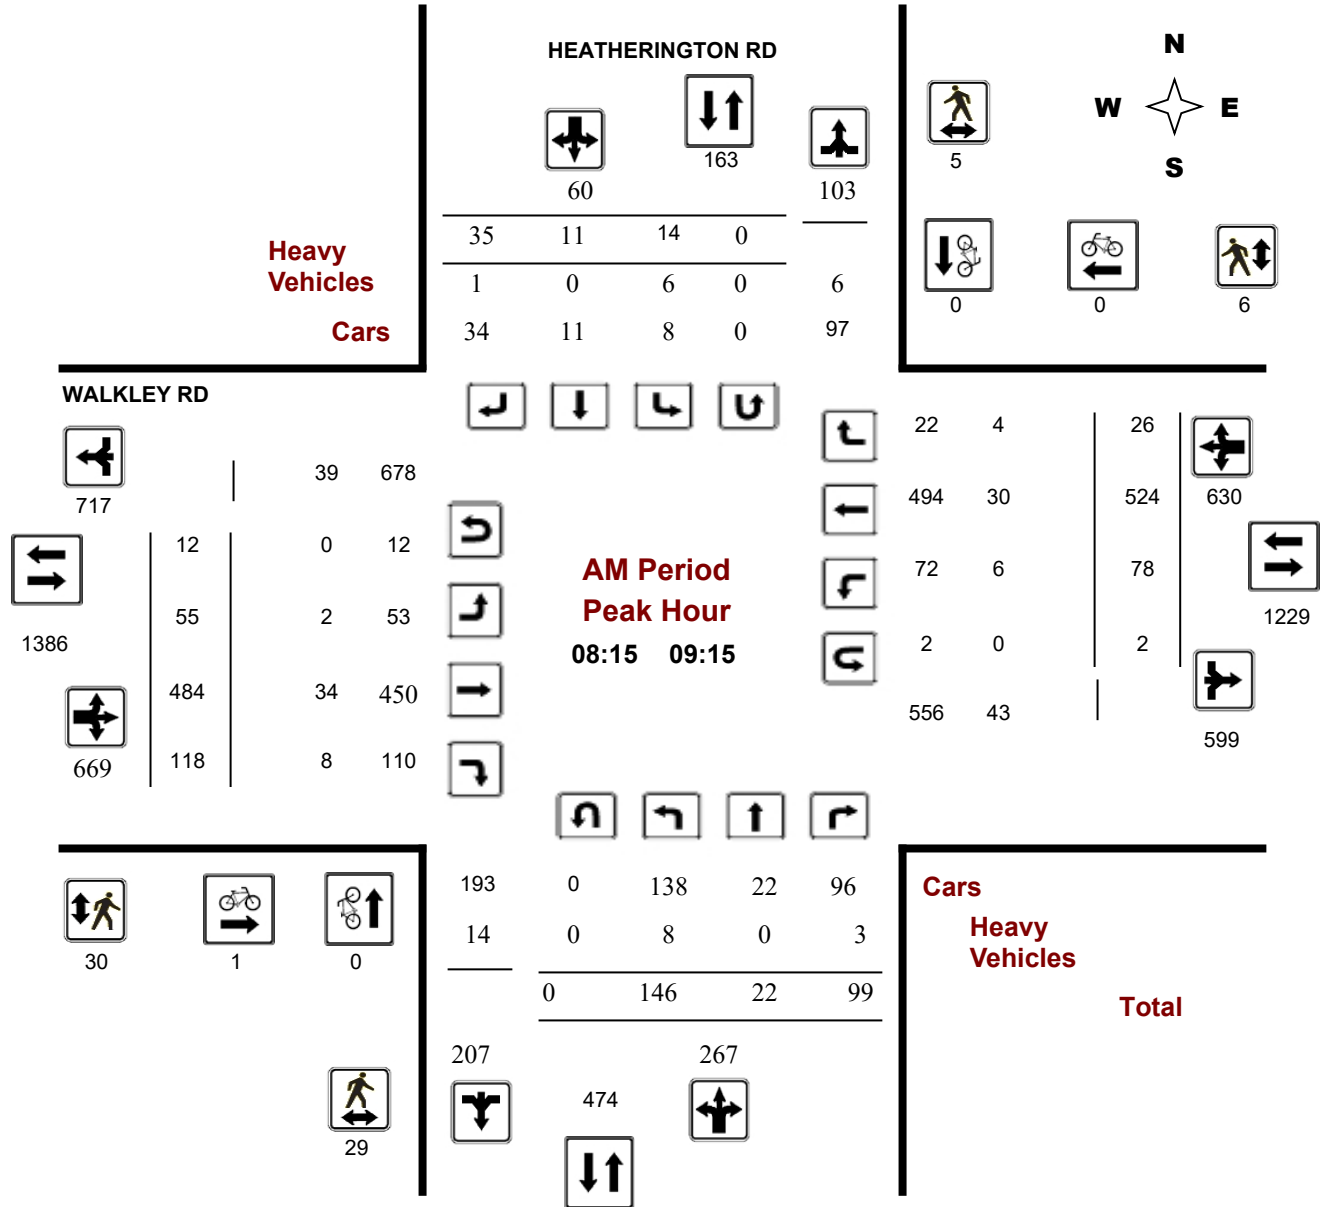 HEATHERINGTON RD
N
W E
S
163
5
60
103
35 11 14 0
Heavy
Vehicles
1 0 6 0 6
0 0 6
Cars
34 11 8 0 97
WALKLEY RD
22 4 26
39 678
717
494 30 524
630
12 0 12
AM Period
Peak Hour
08:15 09:15
72 6 78
55 2 53
1229
1386
2 0 2
484 34 450
556 43
599
669
118 8 110
193 0 138 22 96
Cars
14 0 8 0 3
Heavy
Vehicles
30 1 0
0 146 22 99
Total
207 267
474
29